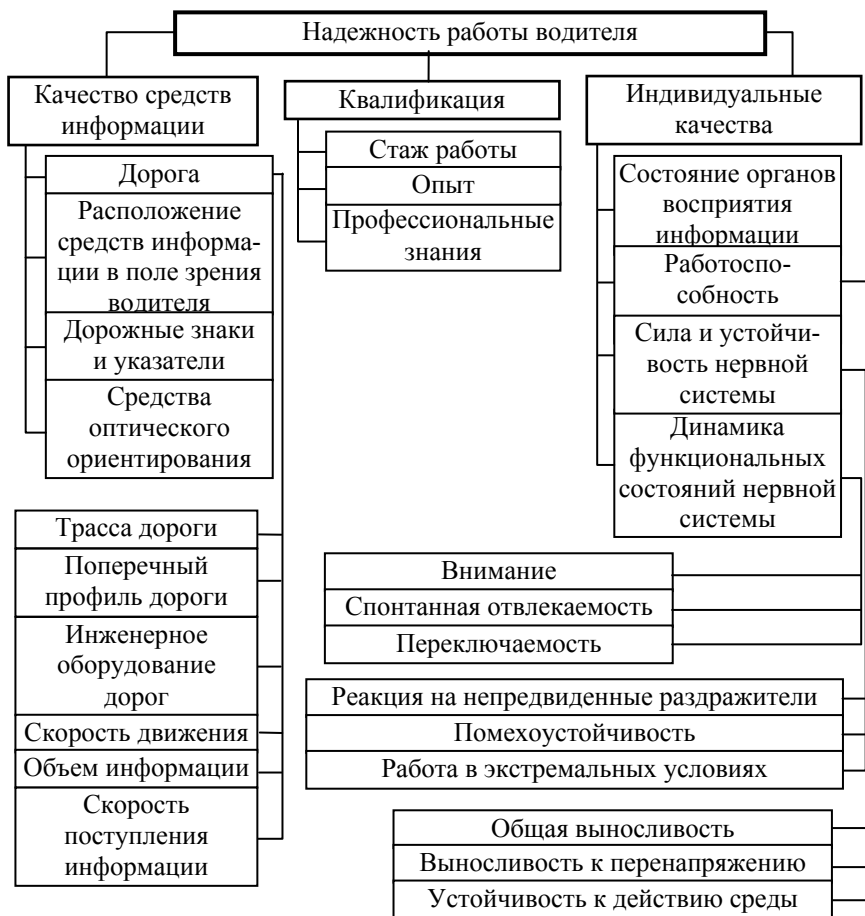 Надежность работы водителя
Качество средств
информации
Квалификация
Индивидуальные
качества
Дорога
Расположение
средств информа-
ции в поле зрения
водителя
Дорожные знаки
и указатели
Средства
оптического
ориентирования
Стаж работы
Опыт
Профессиональные
знания
Состояние органов
восприятия
информации
Работоспо-
собность
Сила и устойчи-
вость нервной
системы
Динамика
функциональных
состояний нервной
системы
Трасса дороги
Поперечный
профиль дороги
Инженерное
оборудование
дорог
Скорость движения
Объем информации
Скорость
поступления
информации
Внимание
Спонтанная отвлекаемость
Переключаемость
Реакция на непредвиденные раздражители
Помехоустойчивость
Работа в экстремальных условиях
Общая выносливость
Выносливость к перенапряжению
Устойчивость к действию среды